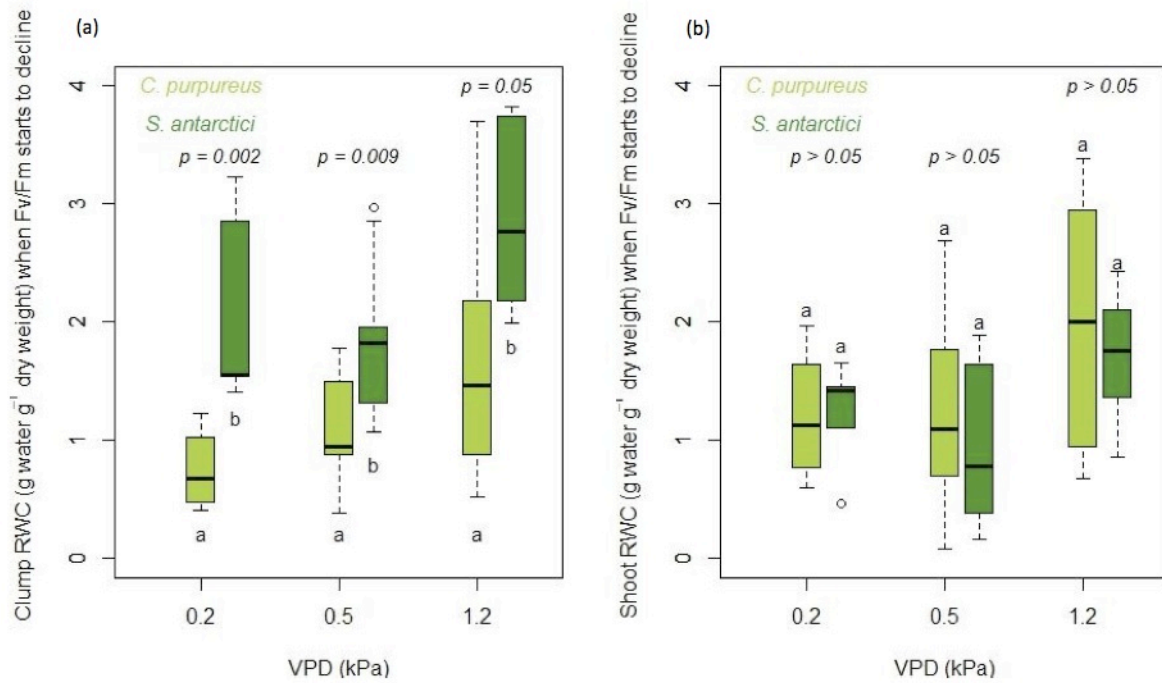 (a)
Clump RWC (g water g⁻¹ dry weight) when Fv/Fm starts to decline
C. purpureus
S. antarctici
p = 0.002
p = 0.009
p = 0.05
4
3
2
1
0
a
b
a
b
a
b
0.2
0.5
1.2
VPD (kPa)
(b)
Shoot RWC (g water g⁻¹ dry weight) when Fv/Fm starts to decline
C. purpureus
S. antarctici
p > 0.05
p > 0.05
p > 0.05
4
3
2
1
0
a
a
a
a
a
a
0.2
0.5
1.2
VPD (kPa)